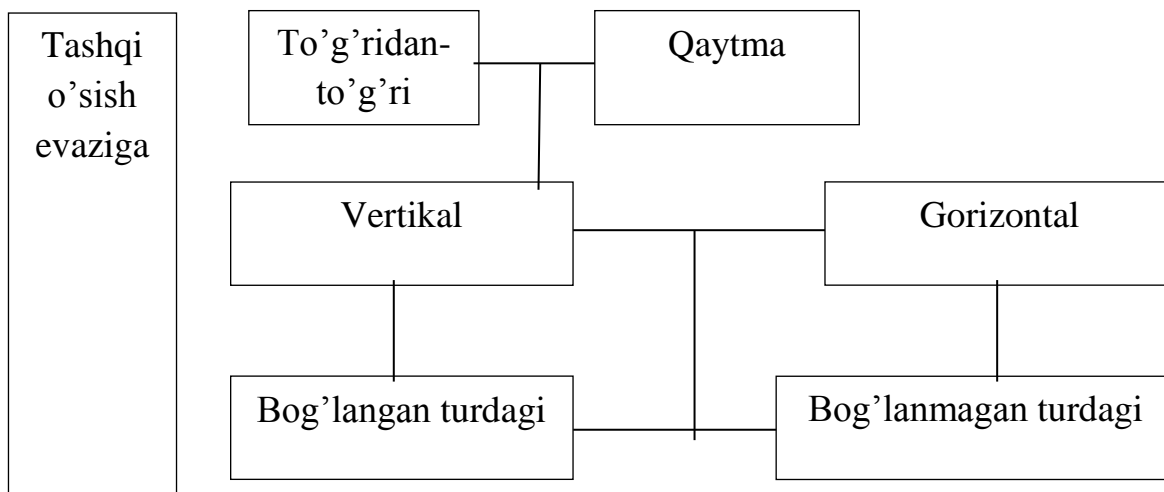 Tashqi
o’sish
evaziga
To’g’ridan-
to’g’ri
Qaytma
Vertikal
Gorizontal
Bog’langan turdagi
Bog’lanmagan turdagi